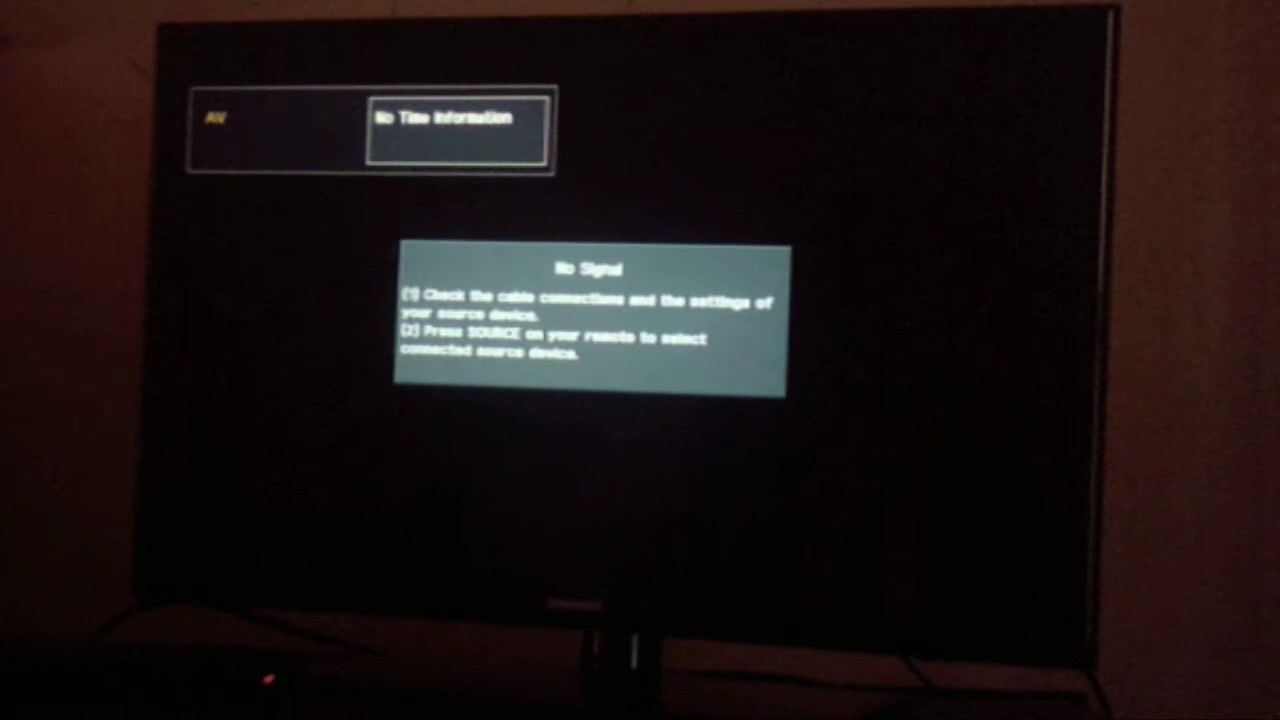 AV
No Time Information
No Signal
(1) Check the cable connections and the settings of
your source device.
(2) Press SOURCE on your remote to select
connected source device.